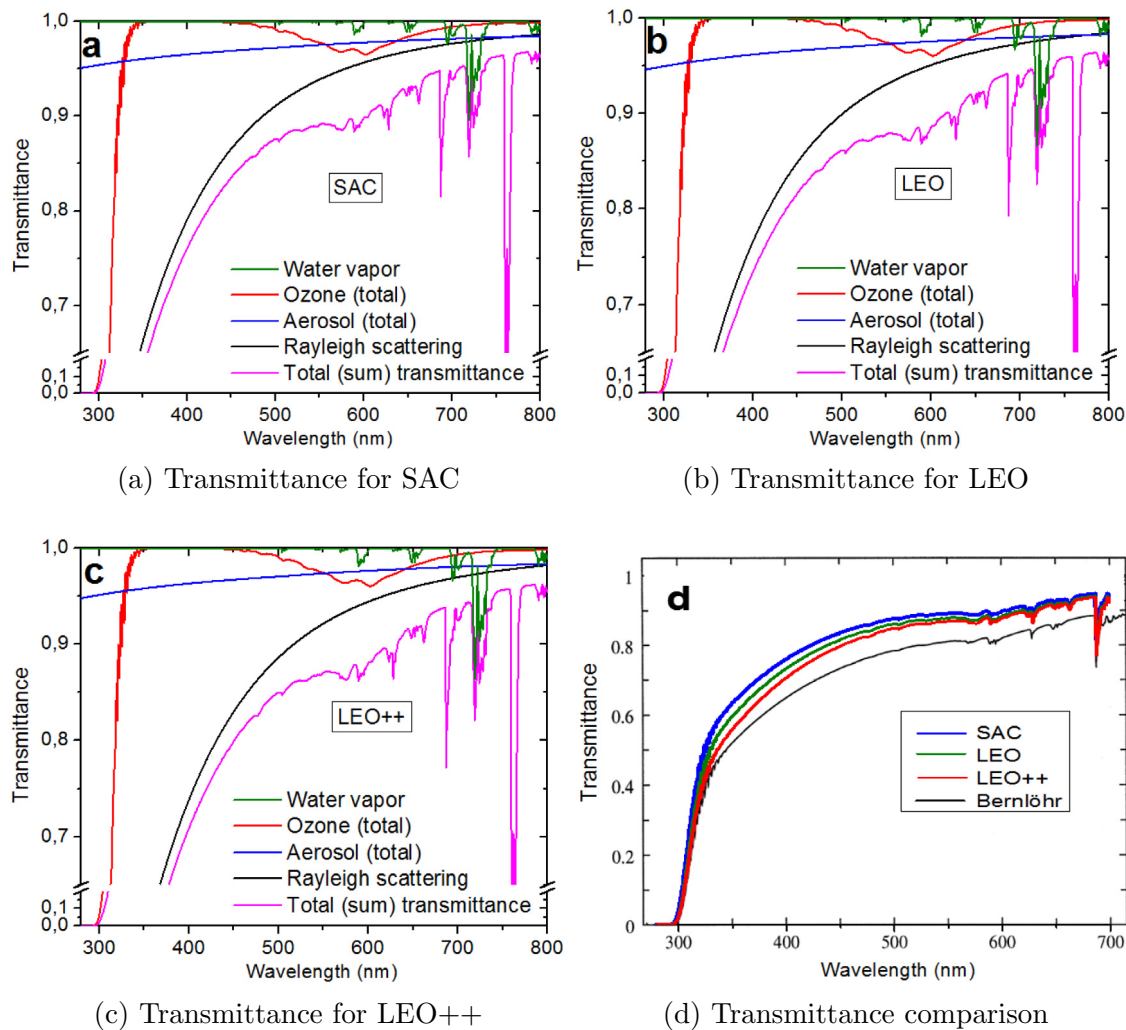 a
1,0
0,9
0,8
0,7
0,1
0,0
Transmittance
SAC
Water vapor
Ozone (total)
Aerosol (total)
Rayleigh scattering
Total (sum) transmittance
300 400 500 600 700 800
Wavelength (nm)
(a) Transmittance for SAC
b
1,0
0,9
0,8
0,7
0,1
0,0
Transmittance
LEO
Water vapor
Ozone (total)
Aerosol (total)
Rayleigh scattering
Total (sum) transmittance
300 400 500 600 700 800
Wavelength (nm)
(b) Transmittance for LEO
c
1,0
0,9
0,8
0,7
0,1
0,0
Transmittance
LEO++
Water vapor
Ozone (total)
Aerosol (total)
Rayleigh scattering
Total (sum) transmittance
300 400 500 600 700 800
Wavelength (nm)
(c) Transmittance for LEO++
d
1
0.8
0.6
0.4
0.2
0
Transmittance
SAC
LEO
LEO++
Bernlöhr
300 400 500 600 700
Wavelength (nm)
(d) Transmittance comparison